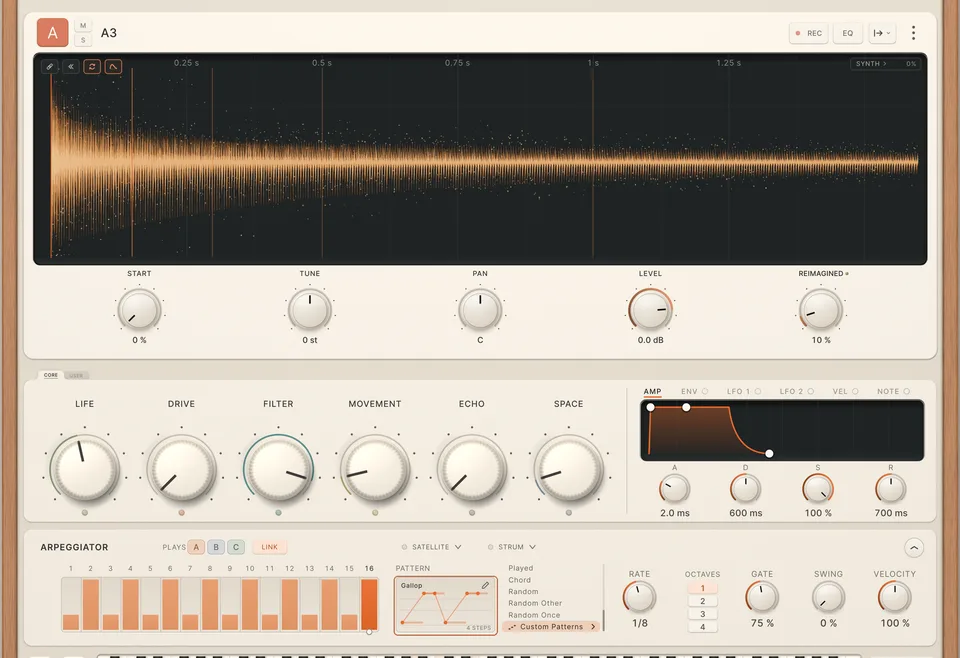 A M S A3 REC EQ
0.25 s 0.5 s 0.75 s 1 s 1.25 s SYNTH 0%
START TUNE PAN LEVEL REIMAGINED
0 % 0 st C 0.0 dB 10 %
CORE USER
LIFE DRIVE FILTER MOVEMENT ECHO SPACE
AMP ENV LFO 1 LFO 2 VEL NOTE
A D S R
2.0 ms 600 ms 100 % 700 ms
ARPEGGIATOR PLAYS A B C LINK SATELLITE STRUM
1 2 3 4 5 6 7 8 9 10 11 12 13 14 15 16
PATTERN
Gallop
4 STEPS
Played
Chord
Random
Random Other
Random Once
Custom Patterns
RATE OCTAVES GATE SWING VELOCITY
1
2
3
4
1/8 75 % 0 % 100 %